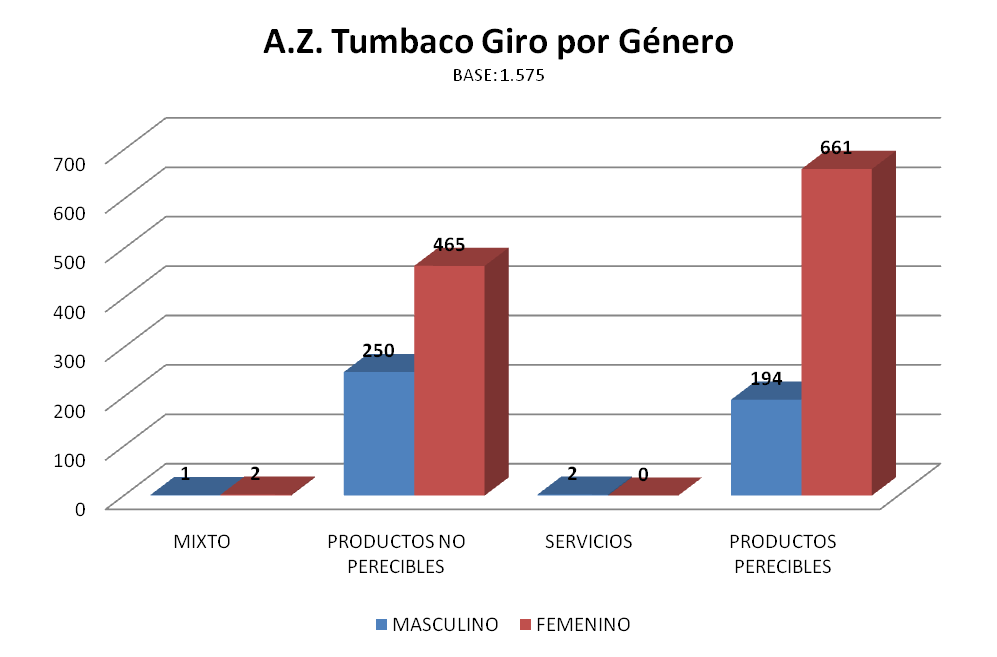 A.Z. Tumbaco Giro por Género
BASE: 1.575
700
600
500
400
300
200
100
0
1
2
250
465
2
0
194
661
MIXTO
PRODUCTOS NO
PERECIBLES
SERVICIOS
PRODUCTOS
PERECIBLES
MASCULINO
FEMENINO